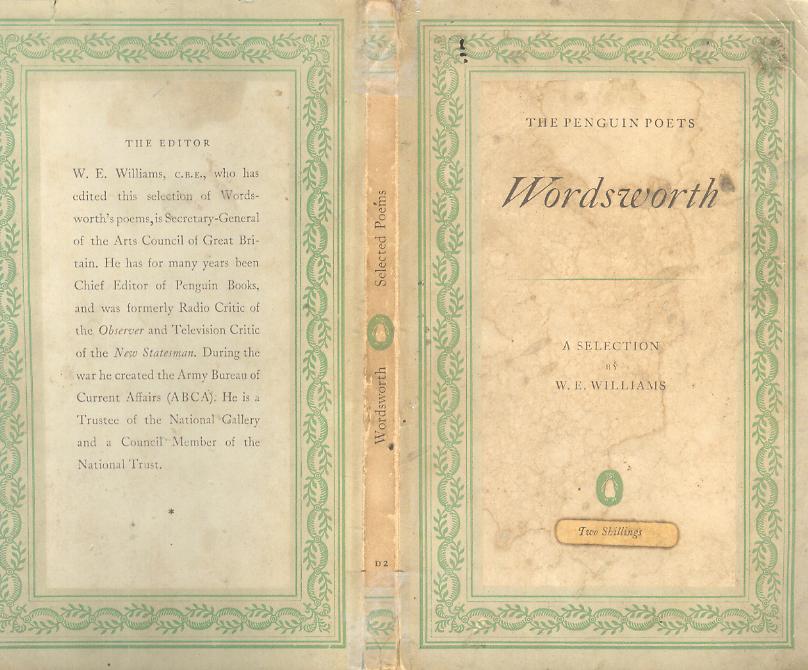 THE EDITOR
W. E. Williams, C.B.E., who has
edited this selection of Words-
worth's poems, is Secretary-General
of the Arts Council of Great Bri-
tain. He has for many years been
Chief Editor of Penguin Books,
and was formerly Radio Critic of
the Observer and Television Critic
of the New Statesman. During the
war he created the Army Bureau of
Current Affairs (ABCA). He is a
Trustee of the National Gallery
and a Council Member of the
National Trust.
*
Wordsworth
Selected Poems
D2
THE PENGUIN POETS
Wordsworth
A SELECTION
BY
W. E. WILLIAMS
Two Shillings